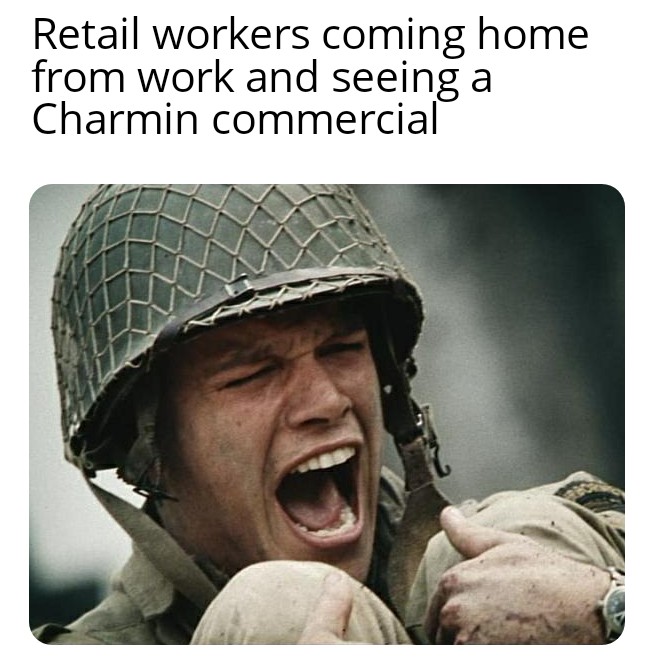 Retail workers coming home
from work and seeing a
Charmin commercial